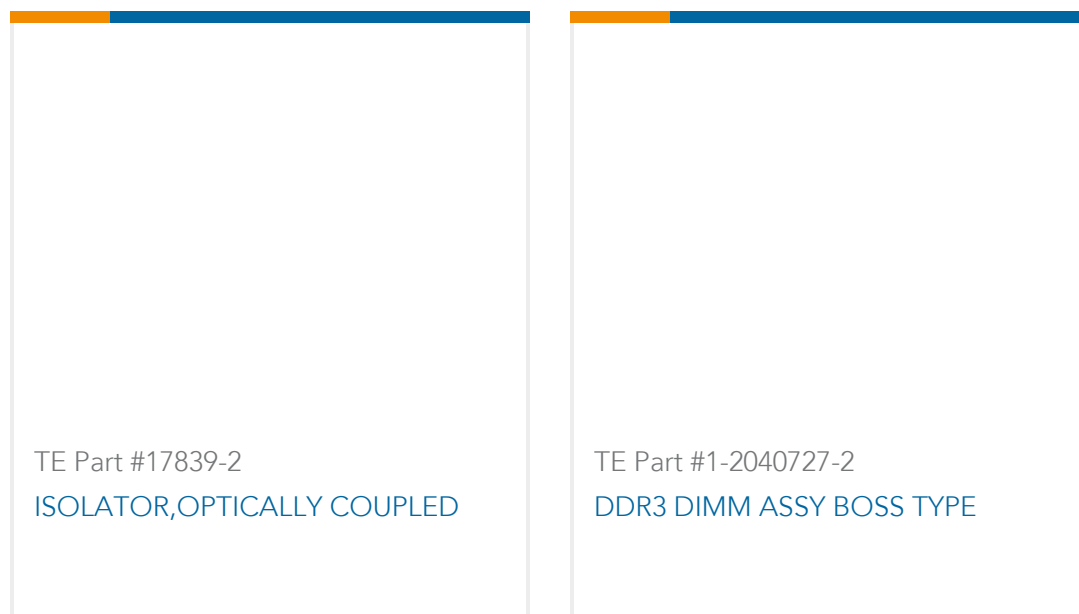 TE Part #17839-2
ISOLATOR,OPTICALLY COUPLED
TE Part #1-2040727-2
DDR3 DIMM ASSY BOSS TYPE